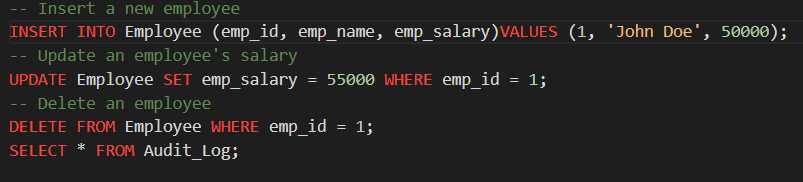 -- Insert a new employee
INSERT INTO Employee (emp_id, emp_name, emp_salary)VALUES (1, 'John Doe', 50000);
-- Update an employee's salary
UPDATE Employee SET emp_salary = 55000 WHERE emp_id = 1;
-- Delete an employee
DELETE FROM Employee WHERE emp_id = 1;
SELECT * FROM Audit_Log;